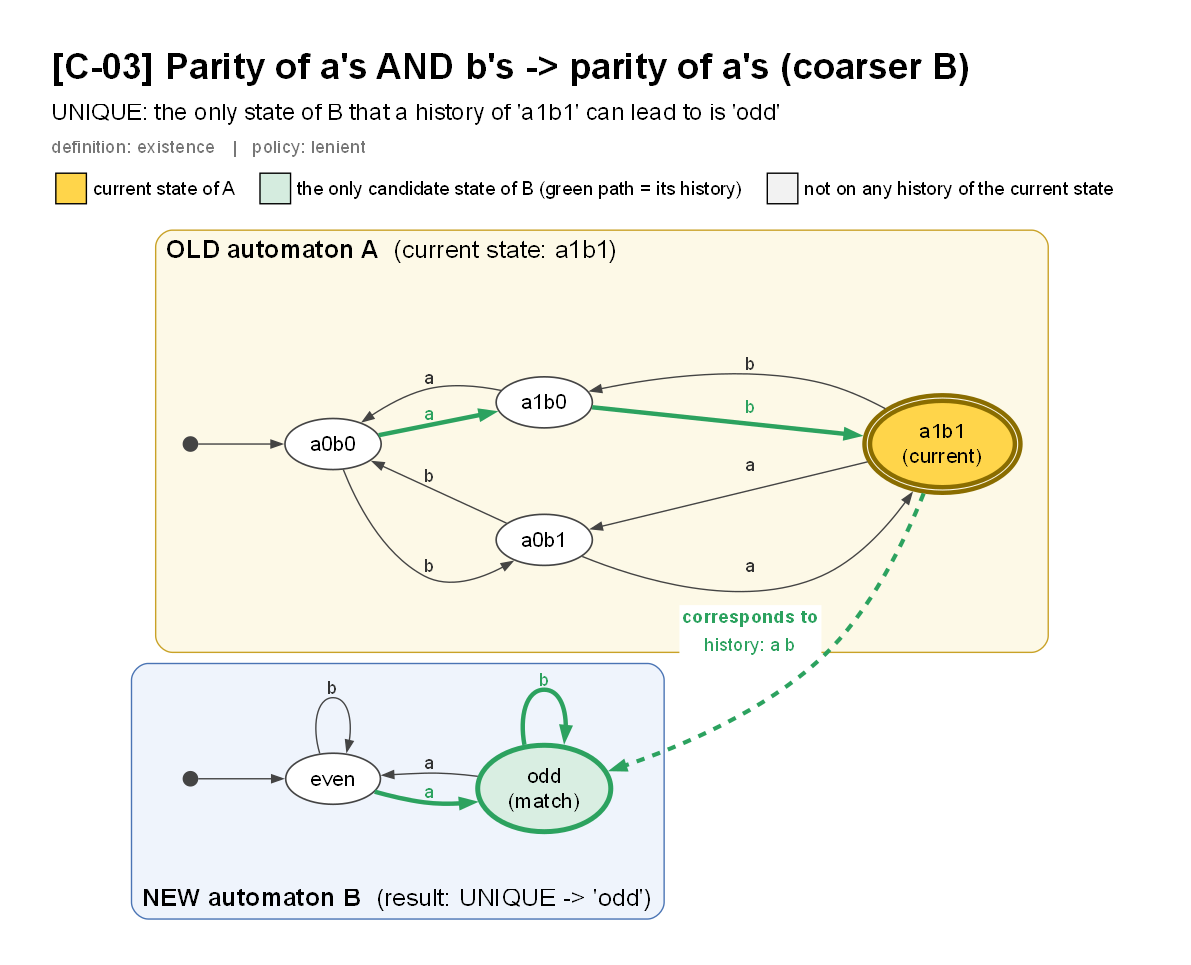 [C-03] Parity of a's AND b's -> parity of a's (coarser B)
UNIQUE: the only state of B that a history of 'a1b1' can lead to is 'odd'
definition: existence | policy: lenient
current state of A
the only candidate state of B (green path = its history)
not on any history of the current state
OLD automaton A (current state: a1b1)
b
a
a1b0
a
b
a1b1
(current)
a0b0
a
b
a0b1
b
a
corresponds to
history: a b
b
b
a
odd
(match)
even
a
NEW automaton B (result: UNIQUE -> 'odd')